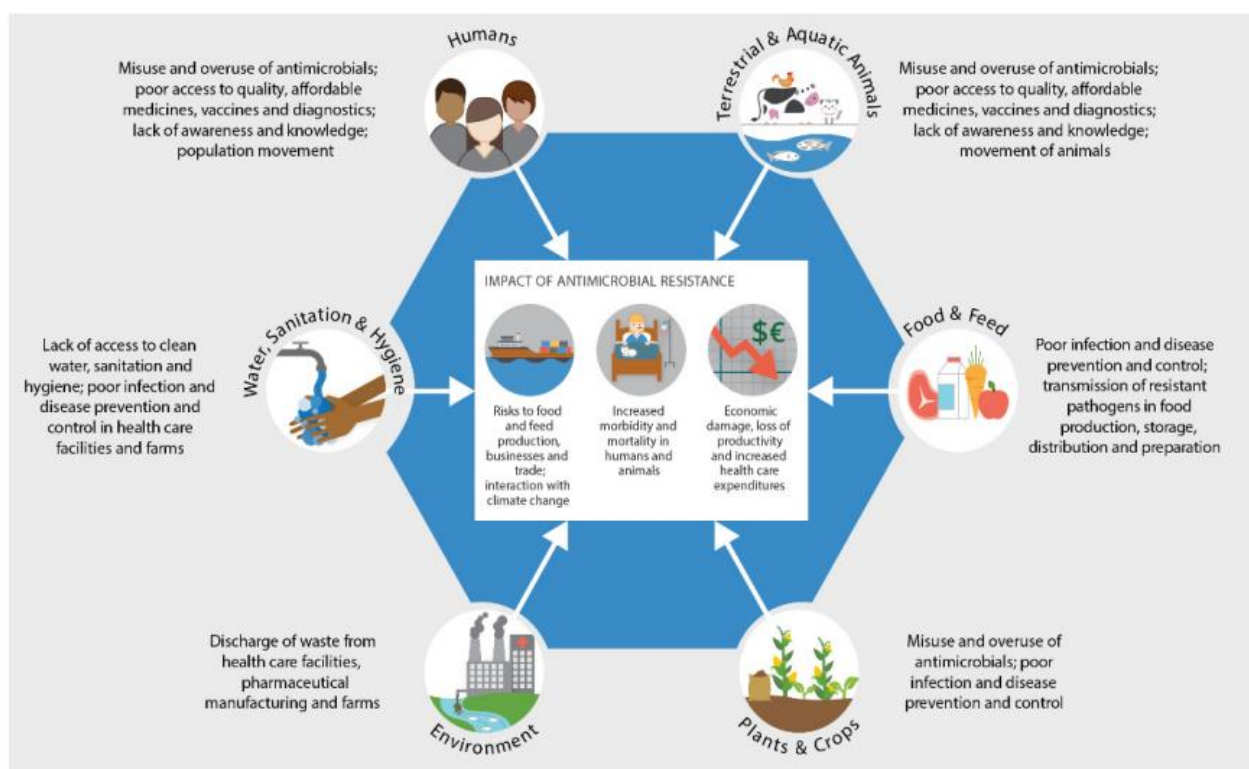 Humans
Misuse and overuse of antimicrobials;
poor access to quality, affordable
medicines, vaccines and diagnostics;
lack of awareness and knowledge;
population movement
Terrestrial & Aquatic Animals
Misuse and overuse of antimicrobials;
poor access to quality, affordable
medicines, vaccines and diagnostics;
lack of awareness and knowledge;
movement of animals
Water, Sanitation & Hygiene
Lack of access to clean
water, sanitation and
hygiene; poor infection and
disease prevention and
control in health care
facilities and farms
IMPACT OF ANTIMICROBIAL RESISTANCE
Risks to food
and feed
production,
businesses and
trade;
interaction with
climate change
Increased
morbidity and
mortality in
humans and
animals
$€
Economic
damage, loss of
productivity
and increased
health care
expenditures
Food & Feed
Poor infection and disease
prevention and control;
transmission of resistant
pathogens in food
production, storage,
distribution and preparation
Discharge of waste from
health care facilities,
pharmaceutical
manufacturing and farms
Environment
Misuse and overuse of
antimicrobials; poor
infection and disease
prevention and control
Plants & Crops